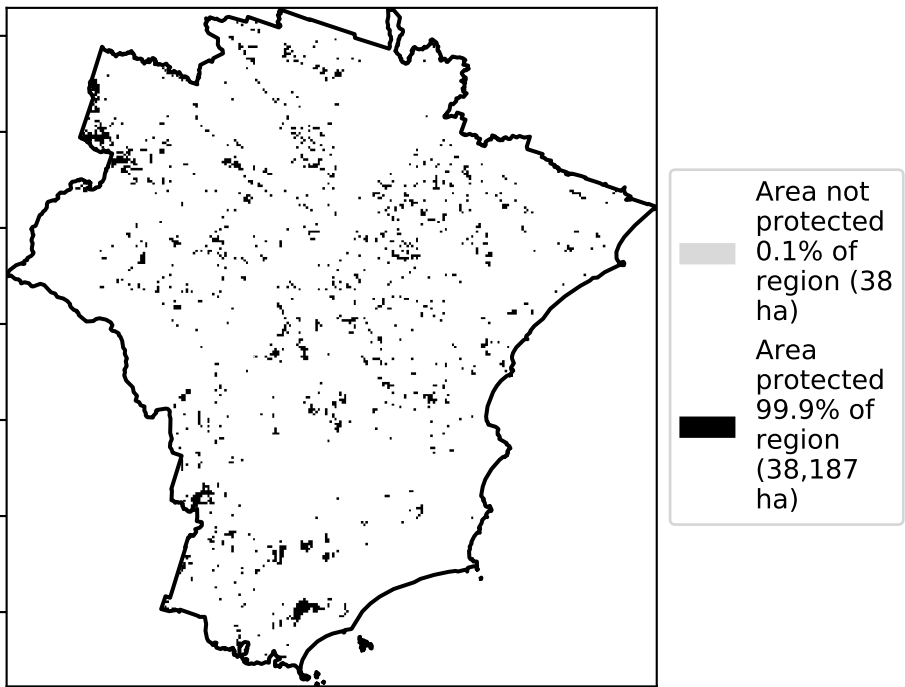 Area not
protected
0.1% of
region (38
ha)
Area
protected
99.9% of
region
(38,187
ha)